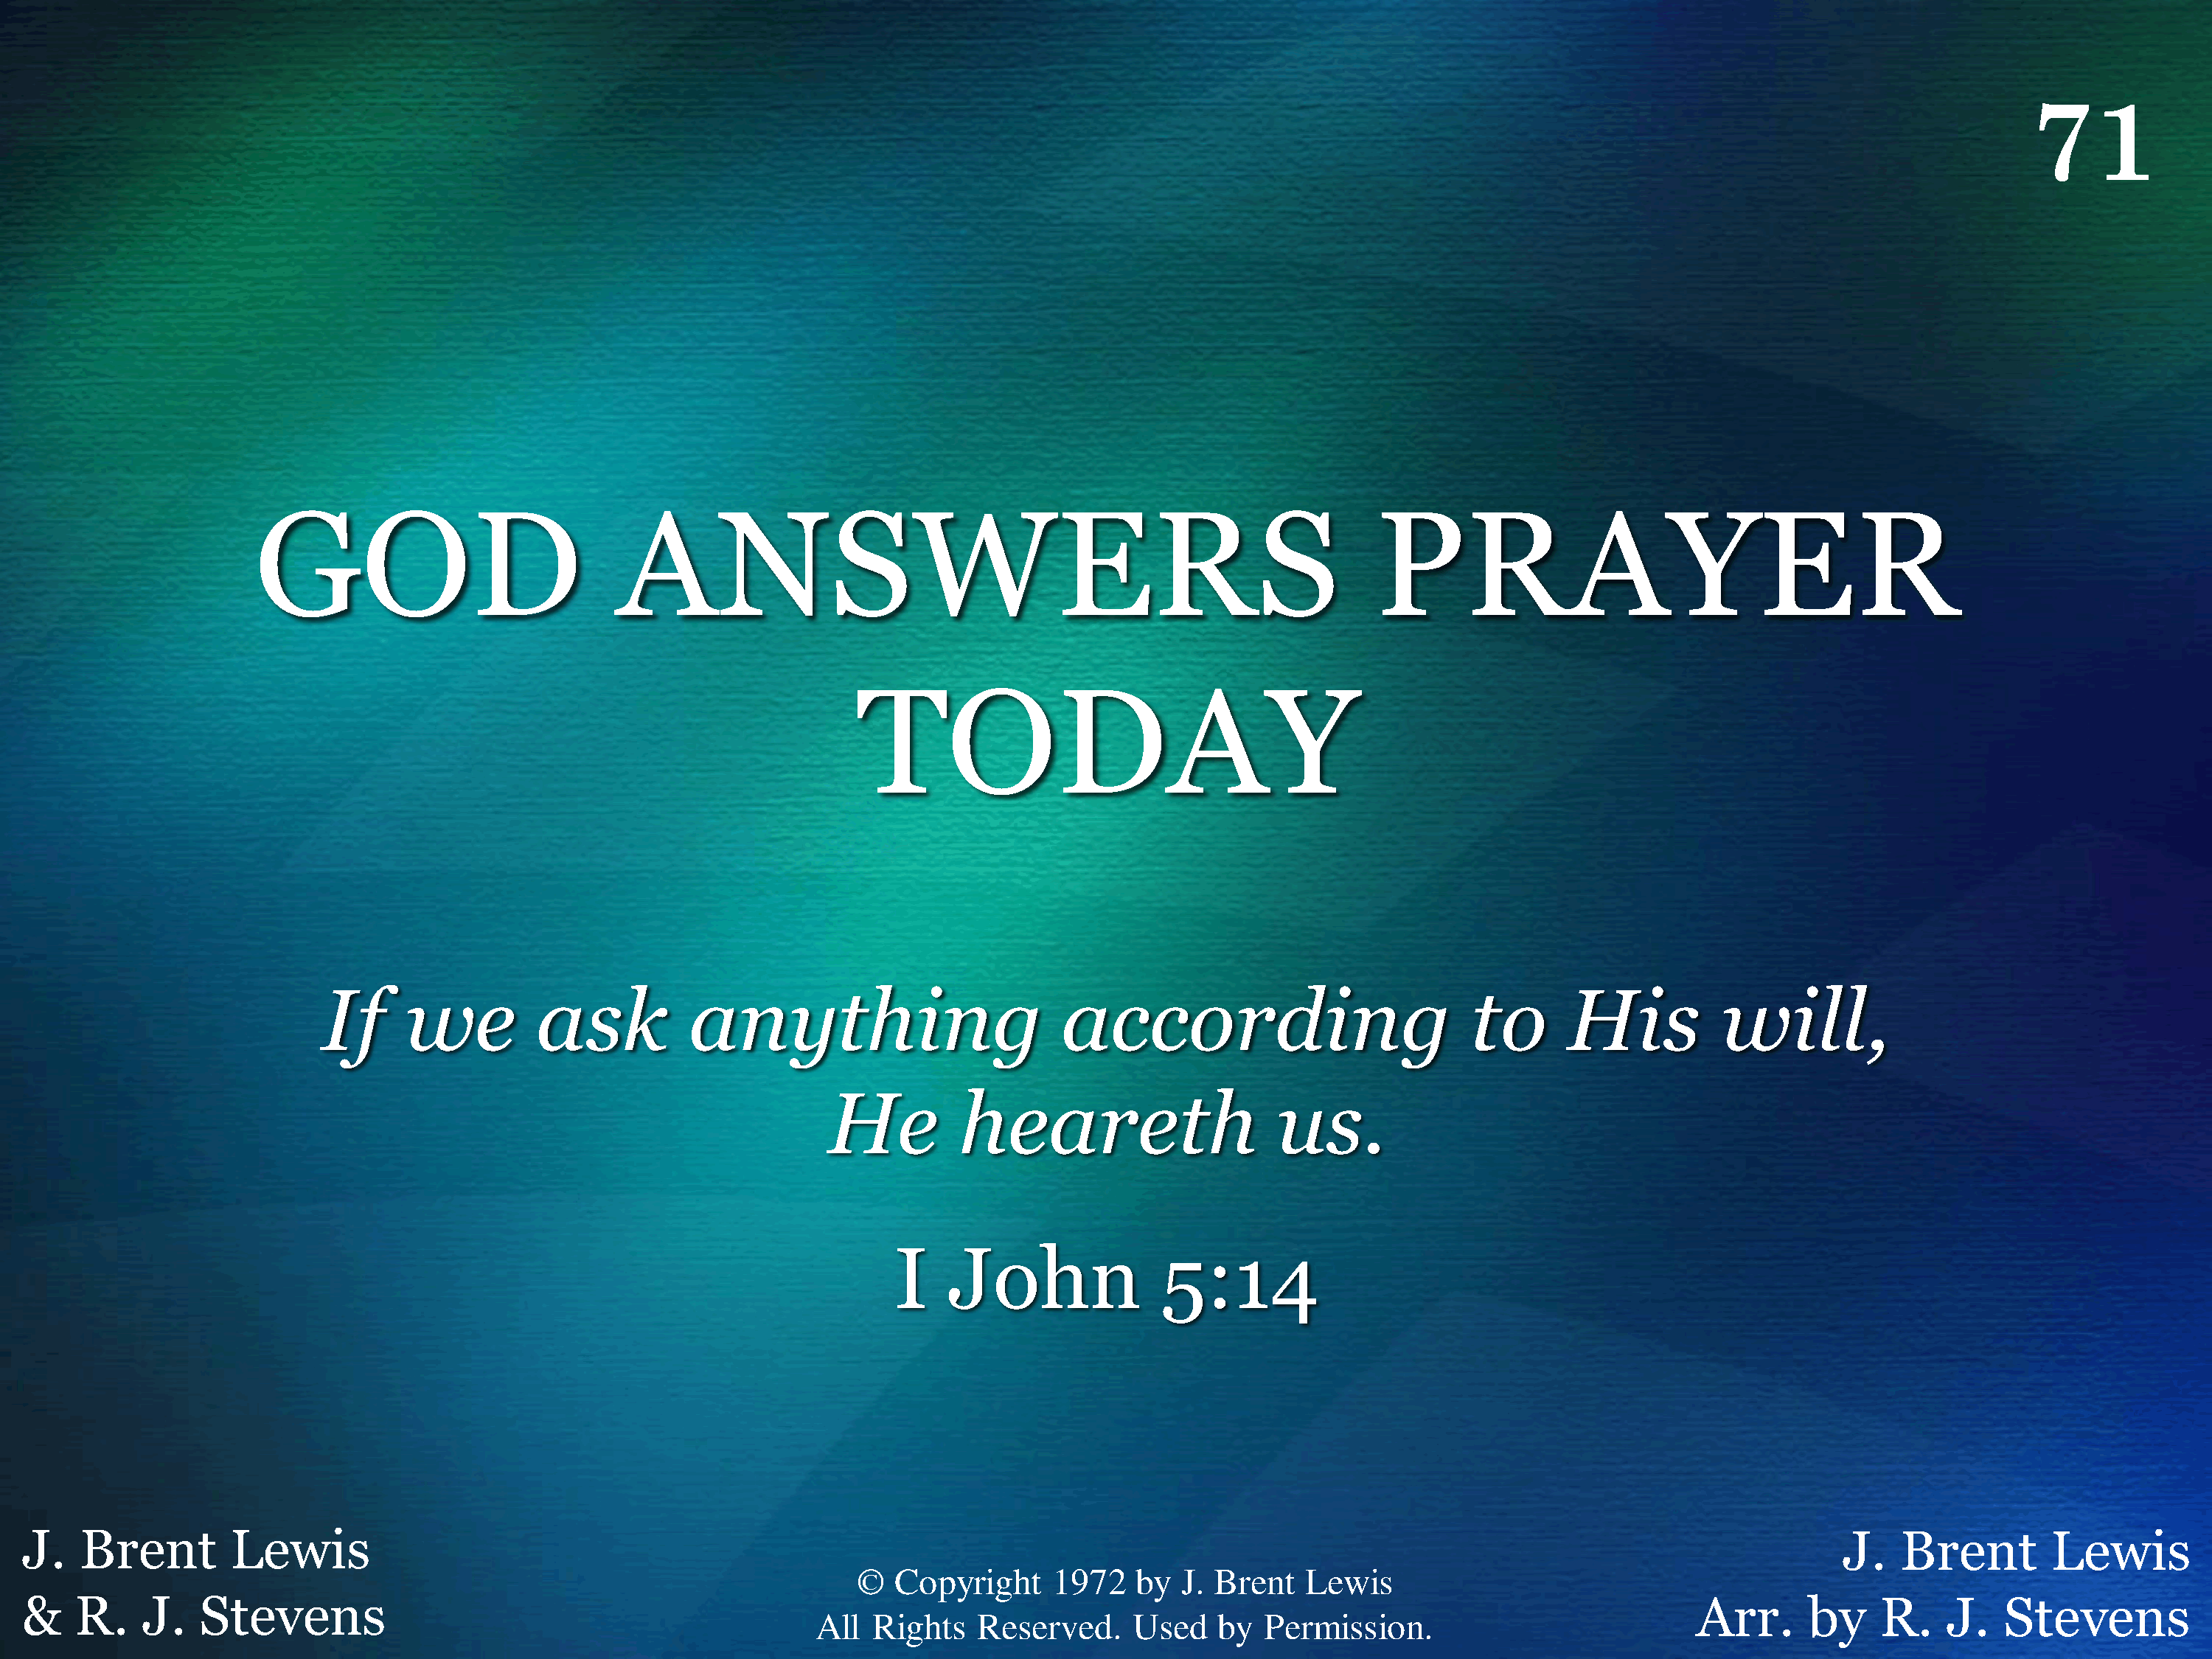 71
GOD ANSWERS PRAYER
TODAY
If we ask anything according to His will,
He heareth us.
I John 5:14
J. Brent Lewis
& R. J. Stevens
© Copyright 1972 by J. Brent Lewis
All Rights Reserved. Used by Permission.
J. Brent Lewis
Arr. by R. J. Stevens